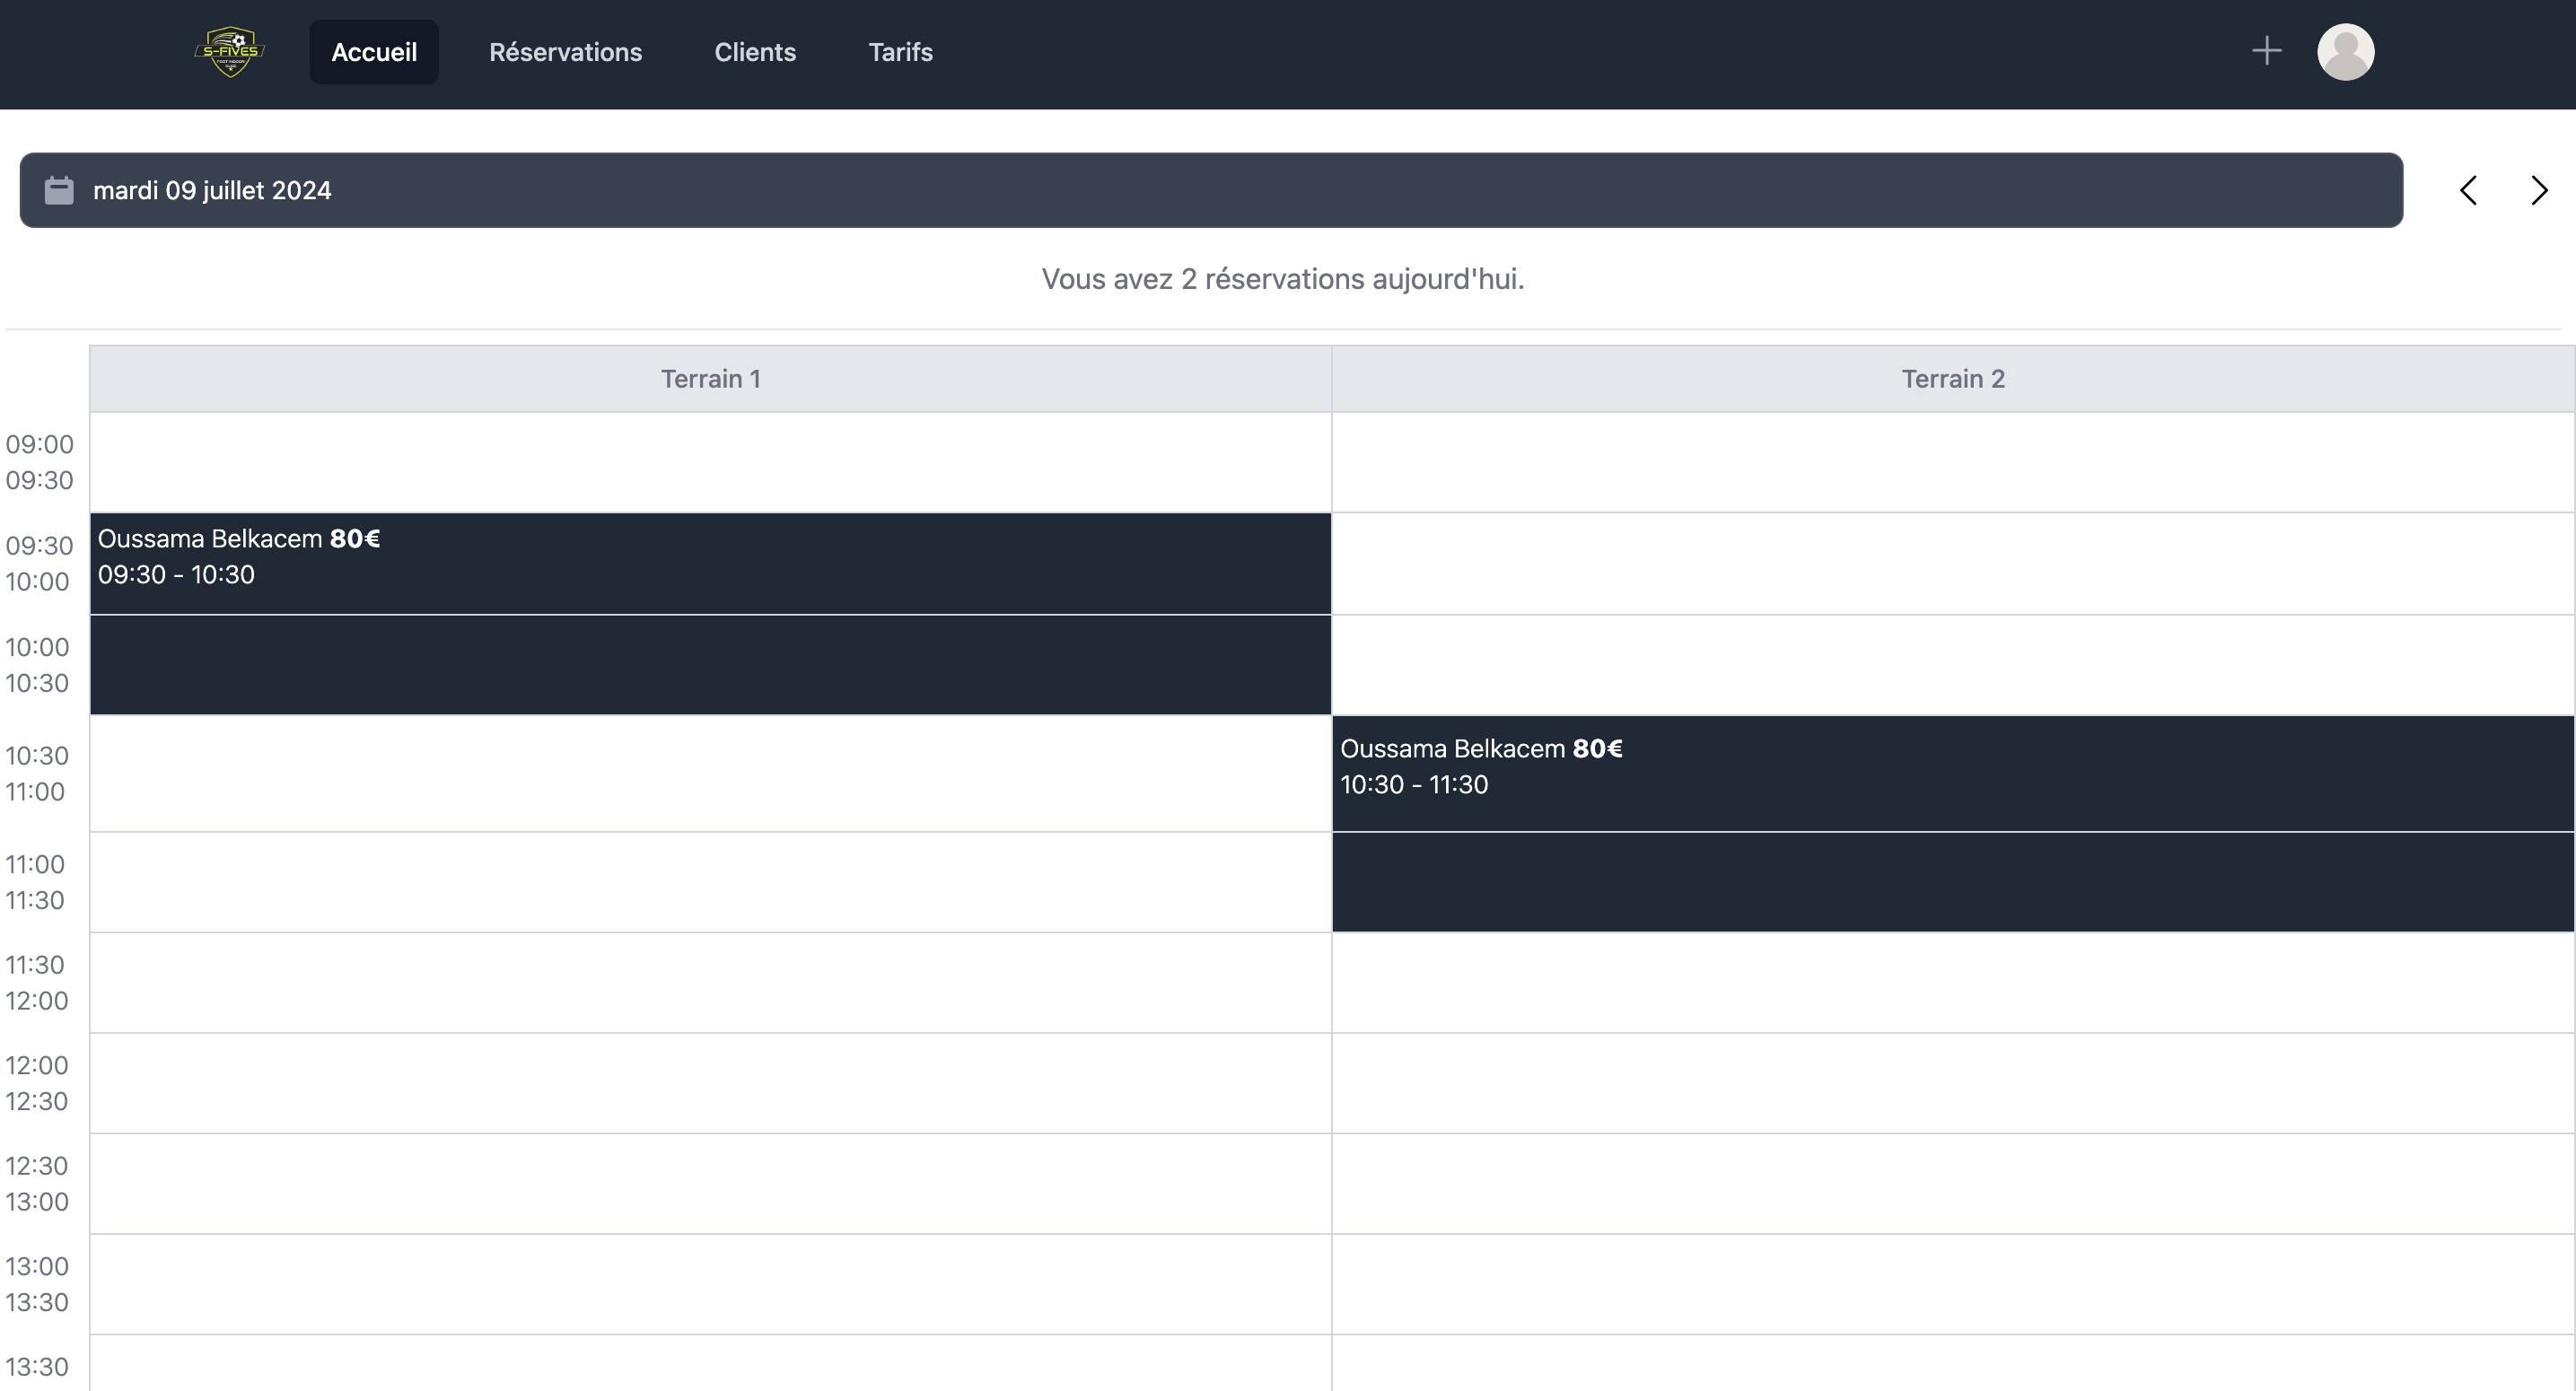 S-FIVES
FOOT INDOOR
Accueil
Réservations
Clients
Tarifs
mardi 09 juillet 2024
Vous avez 2 réservations aujourd'hui.
Terrain 1
Terrain 2
09:00
09:30
09:30
10:00
Oussama Belkacem 80€
09:30 - 10:30
10:00
10:30
10:30
11:00
Oussama Belkacem 80€
10:30 - 11:30
11:00
11:30
11:30
12:00
12:00
12:30
12:30
13:00
13:00
13:30
13:30